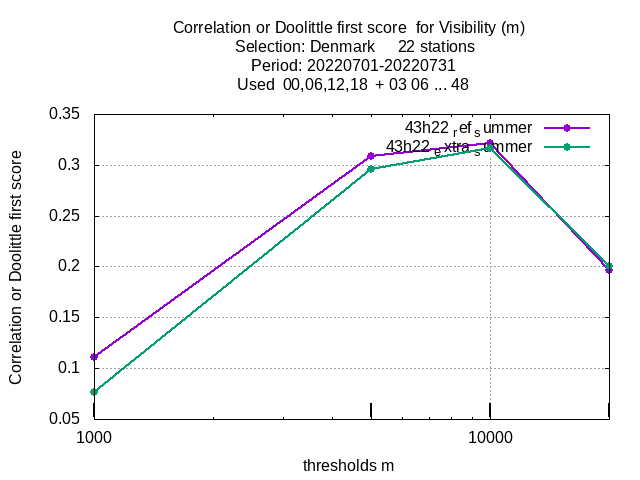 Correlation or Doolittle first score  for Visibility (m)
Selection: Denmark     22 stations
Period: 20220701-20220731
Used  00,06,12,18  + 03 06 ... 48
0.35
43h22_ref_summer
43h22_extra_summer
0.3
0.25
0.2
0.15
0.1
0.05
Correlation or Doolittle first score
1000
10000
thresholds m